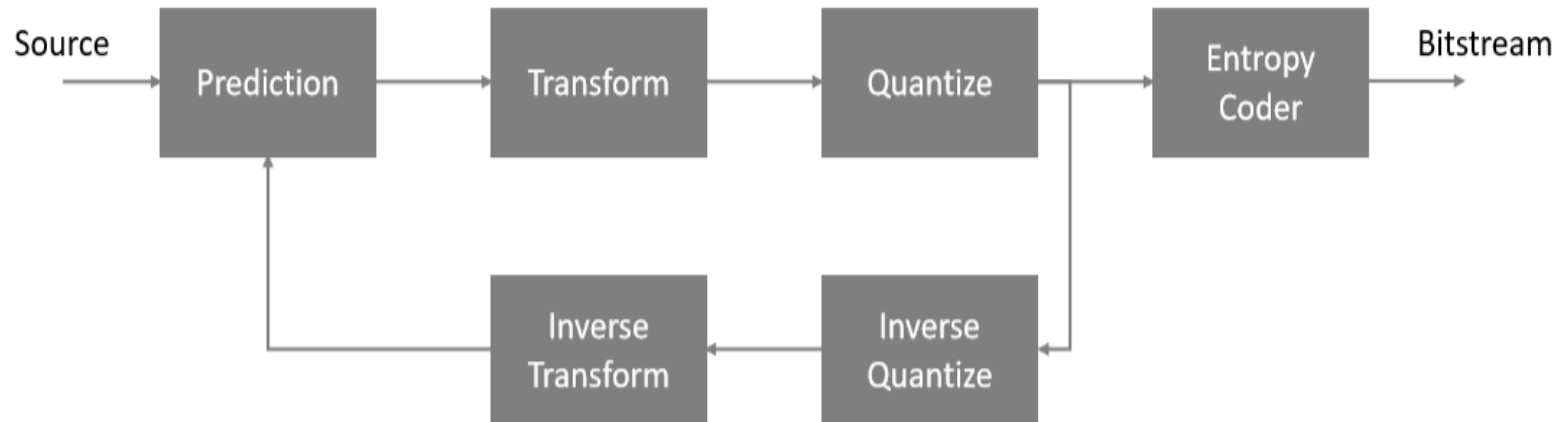 Source
Prediction
Transform
Quantize
Entropy
Coder
Bitstream
Inverse
Transform
Inverse
Quantize